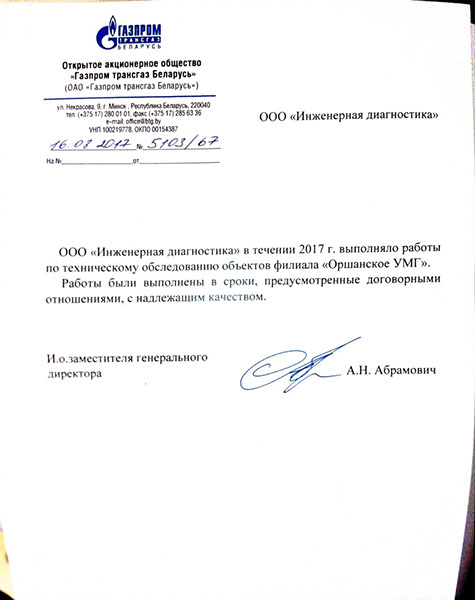 ГАЗПРОМ
ТРАНСГАЗ
БЕЛАРУСЬ
Открытое акционерное общество
«Газпром трансгаз Беларусь»
(ОАО «Газпром трансгаз Беларусь»)
ул. Некрасова, 9, г. Минск , Республика Беларусь, 220040
тел. (+375 17) 280 01 01, факс (+375 17) 285 63 36
e-mail: office@btg.by
УНП 100219778, ОКПО 00154387
16.08 2017 № 5103/67
На № от
ООО «Инженерная диагностика»
ООО «Инженерная диагностика» в течении 2017 г. выполняло работы
по техническому обследованию объектов филиала «Оршанское УМГ».
Работы были выполнены в сроки, предусмотренные договорными
отношениями, с надлежащим качеством.
И.о.заместителя генерального
директора
А.Н. Абрамович